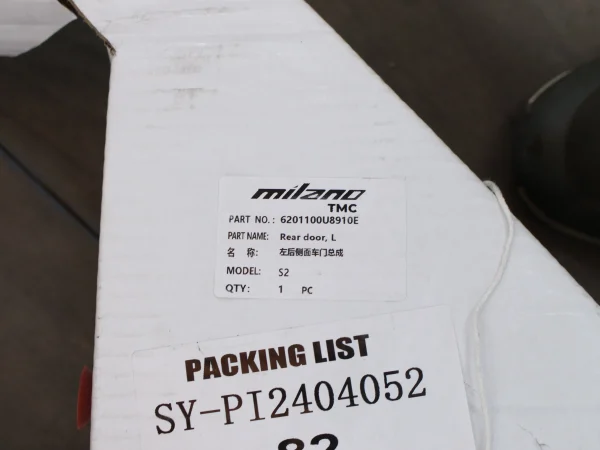 milano
TMC
PART NO.: 6201100U8910E
PART NAME: Rear door, L
名 称: 左后侧面车门总成
MODEL: S2
QTY: 1 PC
PACKING LIST
SY-PI2404052